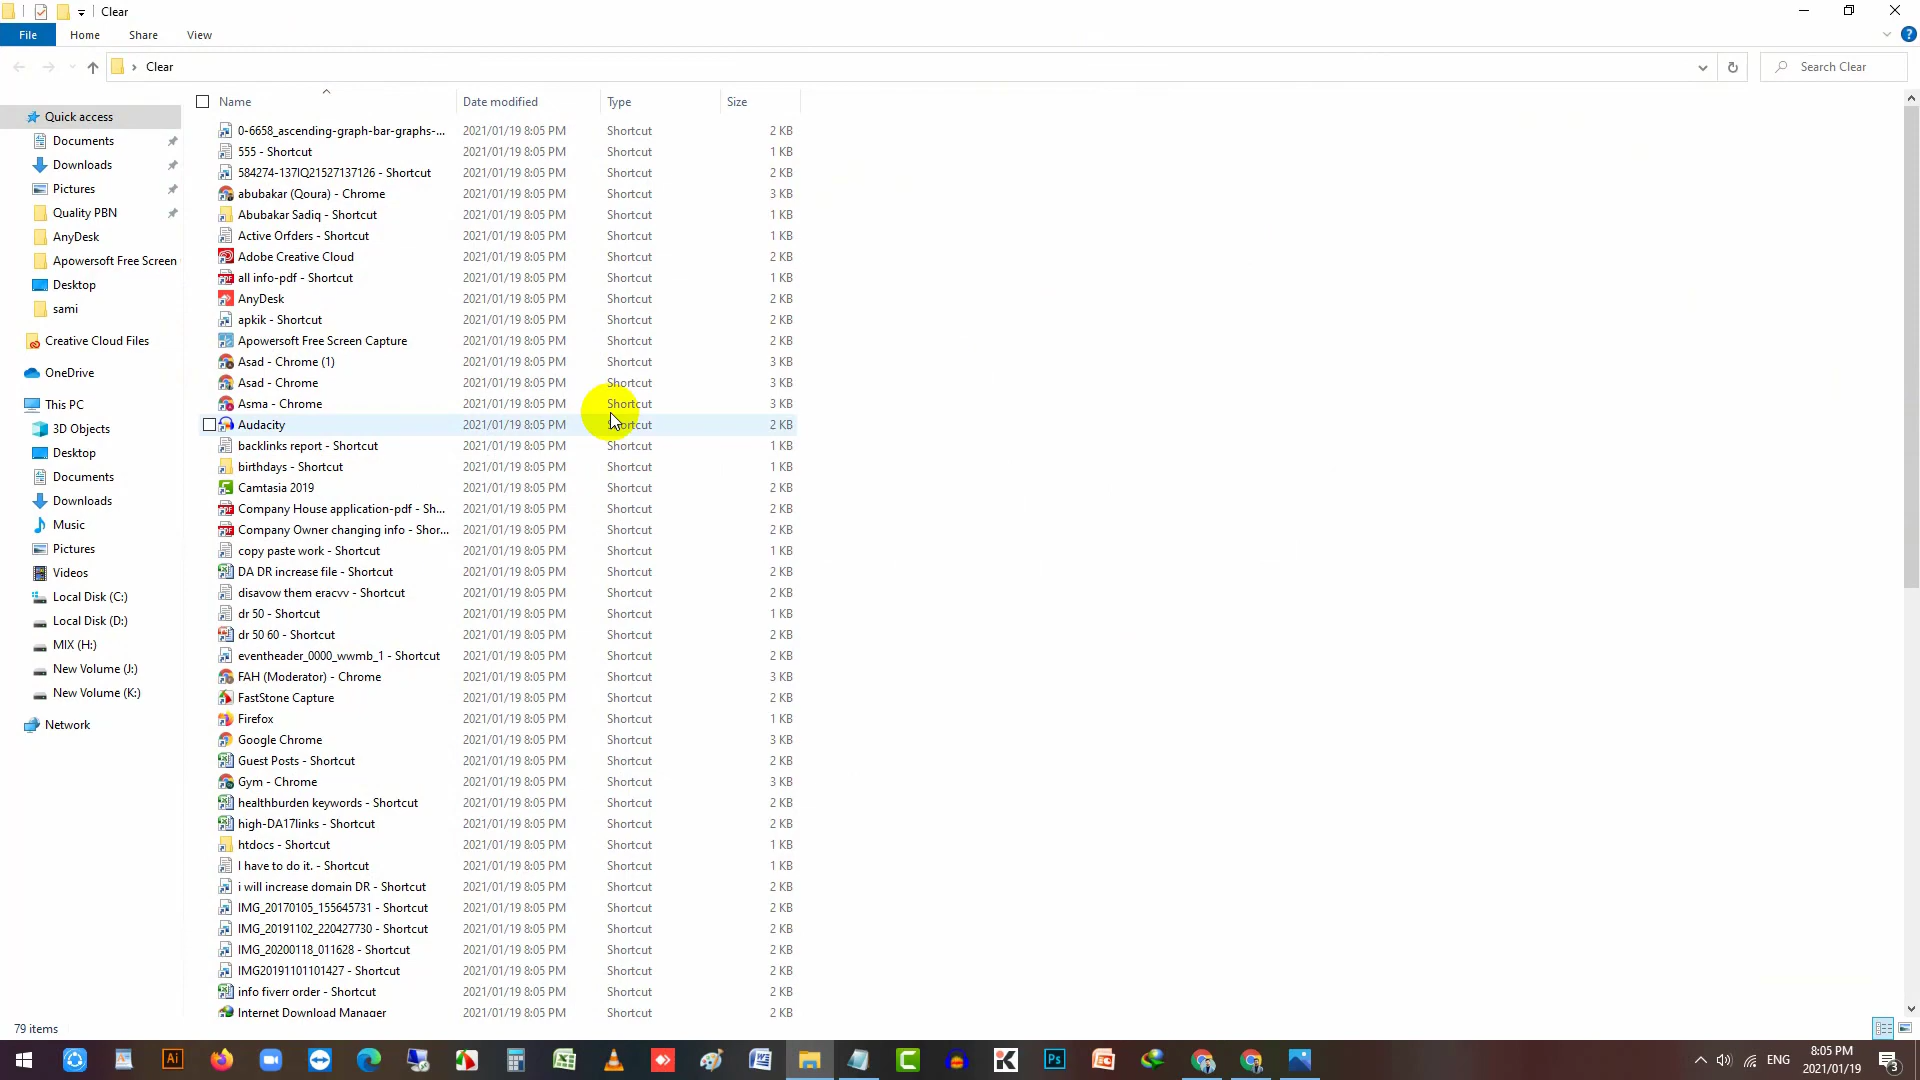 Clear
File Home Share View
Clear
Search Clear
Name Date modified Type Size
Quick access
Documents
Downloads
Pictures
Quality PBN
AnyDesk
Apowersoft Free Screen
Desktop
sami
Creative Cloud Files
OneDrive
This PC
3D Objects
Desktop
Documents
Downloads
Music
Pictures
Videos
Local Disk (C:)
Local Disk (D:)
MIX (H:)
New Volume (J:)
New Volume (K:)
Network
0-6658_ascending-graph-bar-graphs-... 2021/01/19 8:05 PM Shortcut 2 KB
555 - Shortcut 2021/01/19 8:05 PM Shortcut 1 KB
584274-137IQ21527137126 - Shortcut 2021/01/19 8:05 PM Shortcut 2 KB
abubakar (Qoura) - Chrome 2021/01/19 8:05 PM Shortcut 3 KB
Abubakar Sadiq - Shortcut 2021/01/19 8:05 PM Shortcut 1 KB
Active Orfders - Shortcut 2021/01/19 8:05 PM Shortcut 1 KB
Adobe Creative Cloud 2021/01/19 8:05 PM Shortcut 2 KB
all info-pdf - Shortcut 2021/01/19 8:05 PM Shortcut 1 KB
AnyDesk 2021/01/19 8:05 PM Shortcut 2 KB
apkik - Shortcut 2021/01/19 8:05 PM Shortcut 2 KB
Apowersoft Free Screen Capture 2021/01/19 8:05 PM Shortcut 2 KB
Asad - Chrome (1) 2021/01/19 8:05 PM Shortcut 3 KB
Asad - Chrome 2021/01/19 8:05 PM Shortcut 3 KB
Asma - Chrome 2021/01/19 8:05 PM Shortcut 3 KB
Audacity 2021/01/19 8:05 PM Shortcut 2 KB
backlinks report - Shortcut 2021/01/19 8:05 PM Shortcut 1 KB
birthdays - Shortcut 2021/01/19 8:05 PM Shortcut 1 KB
Camtasia 2019 2021/01/19 8:05 PM Shortcut 2 KB
Company House application-pdf - Sh... 2021/01/19 8:05 PM Shortcut 2 KB
Company Owner changing info - Shor... 2021/01/19 8:05 PM Shortcut 2 KB
copy paste work - Shortcut 2021/01/19 8:05 PM Shortcut 1 KB
DA DR increase file - Shortcut 2021/01/19 8:05 PM Shortcut 2 KB
disavow them eracvv - Shortcut 2021/01/19 8:05 PM Shortcut 2 KB
dr 50 - Shortcut 2021/01/19 8:05 PM Shortcut 1 KB
dr 50 60 - Shortcut 2021/01/19 8:05 PM Shortcut 2 KB
eventheader_0000_wwmb_1 - Shortcut 2021/01/19 8:05 PM Shortcut 2 KB
FAH (Moderator) - Chrome 2021/01/19 8:05 PM Shortcut 3 KB
FastStone Capture 2021/01/19 8:05 PM Shortcut 2 KB
Firefox 2021/01/19 8:05 PM Shortcut 1 KB
Google Chrome 2021/01/19 8:05 PM Shortcut 3 KB
Guest Posts - Shortcut 2021/01/19 8:05 PM Shortcut 2 KB
Gym - Chrome 2021/01/19 8:05 PM Shortcut 3 KB
healthburden keywords - Shortcut 2021/01/19 8:05 PM Shortcut 2 KB
high-DA17links - Shortcut 2021/01/19 8:05 PM Shortcut 2 KB
htdocs - Shortcut 2021/01/19 8:05 PM Shortcut 1 KB
I have to do it. - Shortcut 2021/01/19 8:05 PM Shortcut 1 KB
i will increase domain DR - Shortcut 2021/01/19 8:05 PM Shortcut 2 KB
IMG_20170105_155645731 - Shortcut 2021/01/19 8:05 PM Shortcut 2 KB
IMG_20191102_220427730 - Shortcut 2021/01/19 8:05 PM Shortcut 2 KB
IMG_20200118_011628 - Shortcut 2021/01/19 8:05 PM Shortcut 2 KB
IMG20191101101427 - Shortcut 2021/01/19 8:05 PM Shortcut 2 KB
info fiverr order - Shortcut 2021/01/19 8:05 PM Shortcut 2 KB
Internet Download Manager 2021/01/19 8:05 PM Shortcut 2 KB
79 items
ENG
8:05 PM
2021/01/19
3